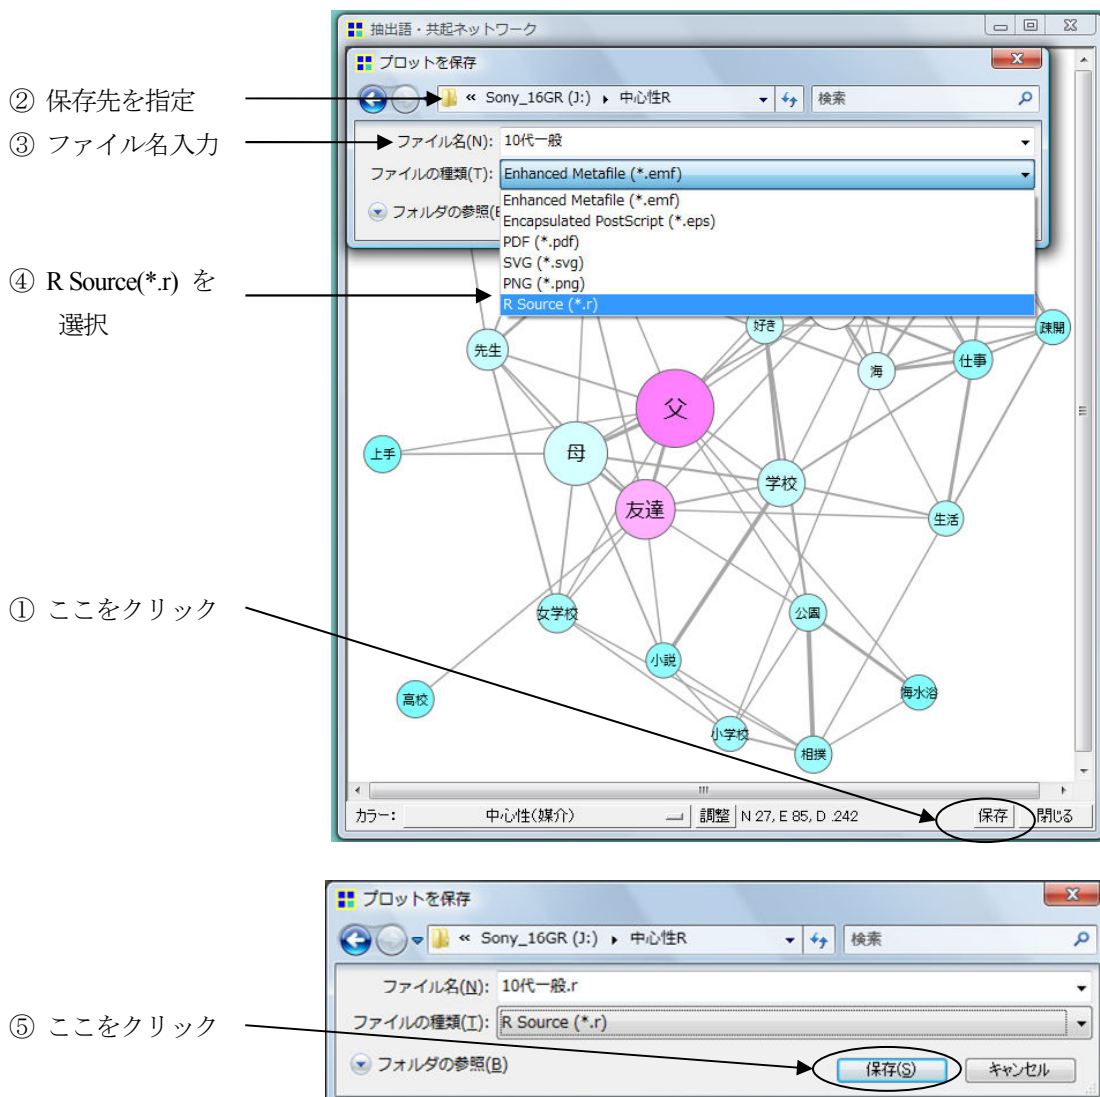 抽出語・共起ネットワーク
プロットを保存
② 保存先を指定
« Sony_16GR (J:) 中心性R
検索
③ ファイル名入力
ファイル名(N): 10代一般
ファイルの種類(T): Enhanced Metafile (*.emf)
フォルダの参照(
Enhanced Metafile (*.emf)
Encapsulated PostScript (*.eps)
PDF (*.pdf)
SVG (*.svg)
PNG (*.png)
④ R Source(*.r) を
選択
R Source (*.r)
好き
疎開
先生
仕事
海
父
母
上手
学校
友達
生活
① ここをクリック
女学校
公園
小説
高校
海水浴
小学校
相撲
カラー: 中心性(媒介) 調整 N 27, E 85, D .242 保存 閉じる
プロットを保存
« Sony_16GR (J:) 中心性R
検索
ファイル名(N): 10代一般.r
⑤ ここをクリック
ファイルの種類(T): R Source (*.r)
フォルダの参照(B)
保存(S)
キャンセル